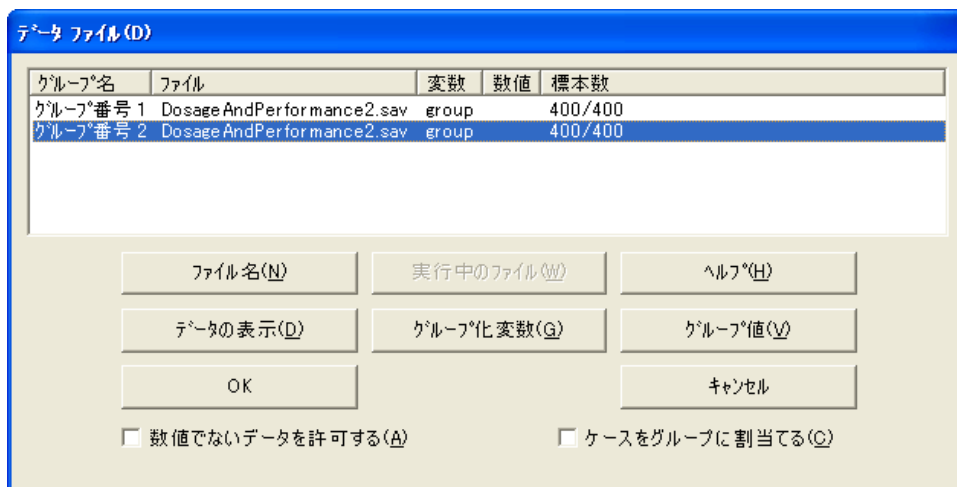 データ ファイル(D)
グループ名 ファイル 変数 数値 標本数
グループ番号 1 DosageAndPerformance2.sav group 400/400
グループ番号 2 DosageAndPerformance2.sav group 400/400
ファイル名(N) 実行中のファイル(W) ヘルプ(H)
データの表示(D) グループ化変数(G) グループ値(V)
OK キャンセル
数値でないデータを許可する(A) ケースをグループに割当てる(C)